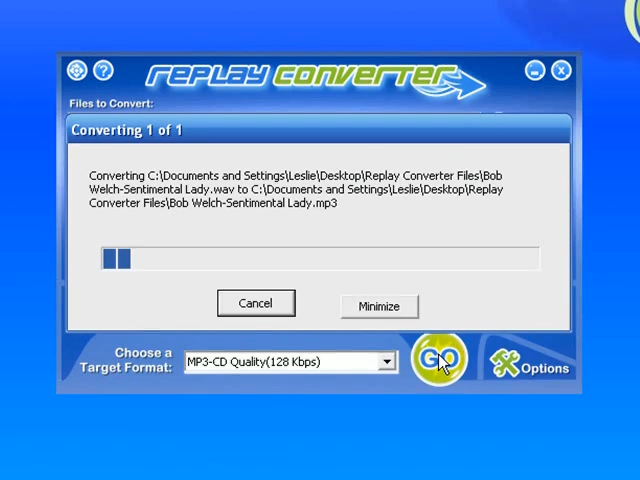 REPLAY CONVERTER
Files to Convert:
Converting 1 of 1
Converting C:\Documents and Settings\Leslie\Desktop\Replay Converter Files\Bob
Welch-Sentimental Lady.wav to C:\Documents and Settings\Leslie\Desktop\Replay
Converter Files\Bob Welch-Sentimental Lady.mp3
Cancel
Minimize
Choose a
Target Format:
MP3-CD Quality(128 Kbps)
GO
Options